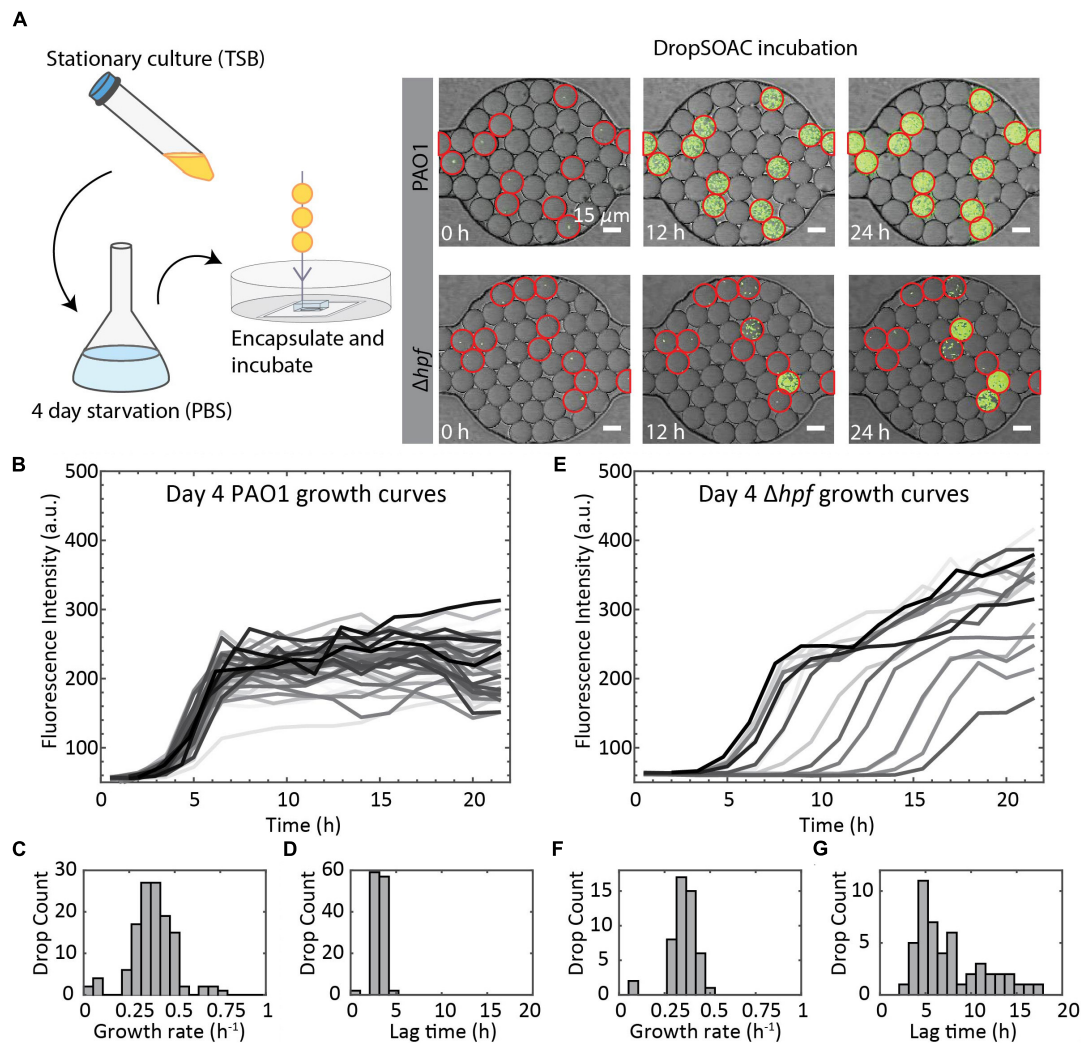 A
Stationary culture (TSB)
4 day starvation (PBS)
Encapsulate and
incubate
DropSOAC incubation
PAO1
0 h
15 μm
12 h
24 h
Δhpf
0 h
12 h
24 h
B
Day 4 PAO1 growth curves
Fluorescence Intensity (a.u.)
500
400
300
200
100
0 5 10 15 20
Time (h)
E
Day 4 Δhpf growth curves
Fluorescence Intensity (a.u.)
500
400
300
200
100
0 5 10 15 20
Time (h)
C
Drop Count
30
20
10
0
0 0.25 0.5 0.75 1
Growth rate (h-1)
D
Drop Count
60
40
20
0
0 5 10 15 20
Lag time (h)
F
Drop Count
15
10
5
0
0 0.25 0.5 0.75 1
Growth rate (h-1)
G
Drop Count
10
5
0
0 5 10 15 20
Lag time (h)